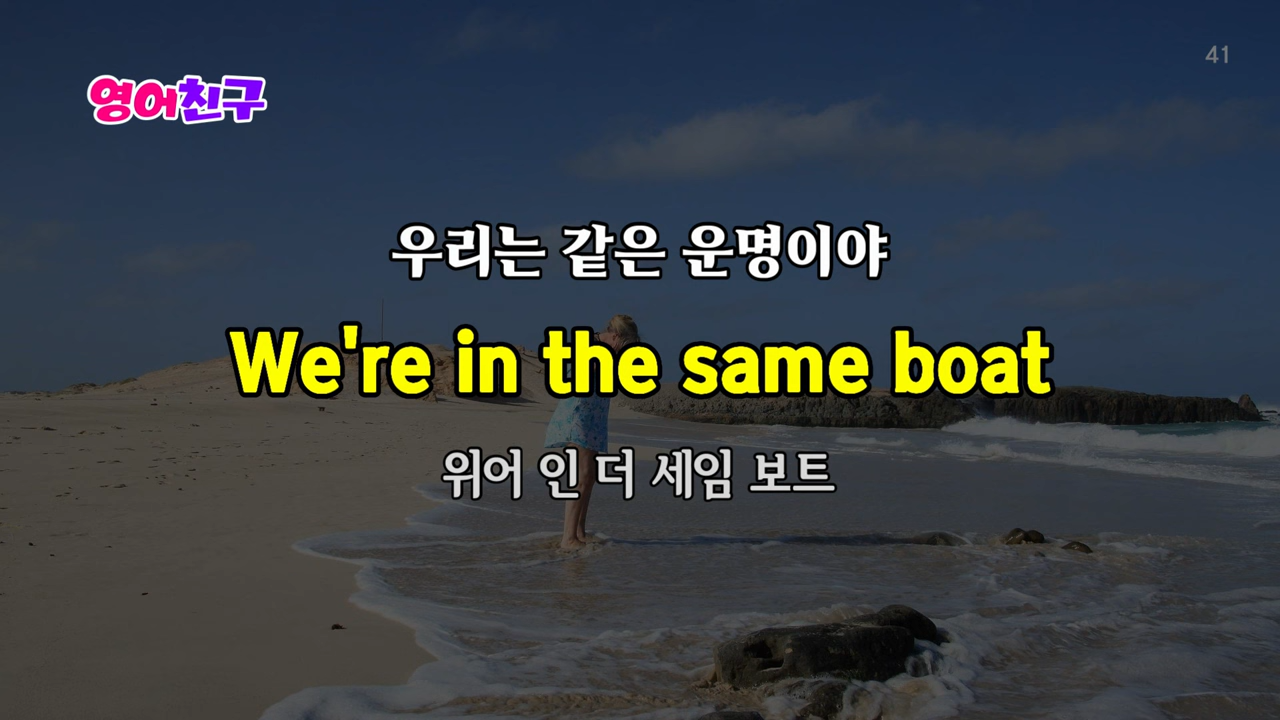 41
영어친구
우리는 같은 운명이야
We're in the same boat
위어 인 더 세임 보트